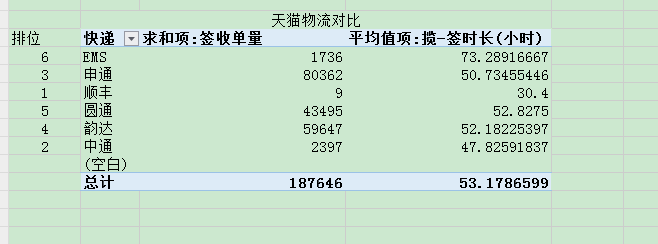 天猫物流对比
排位 快递 求和项:签收单量 平均值项:揽-签时长(小时)
6 EMS 1736 73.28916667
3 申通 80362 50.73455446
1 顺丰 9 30.4
5 圆通 43495 52.8275
4 韵达 59647 52.18225397
2 中通 2397 47.82591837
(空白)
总计 187646 53.1786599